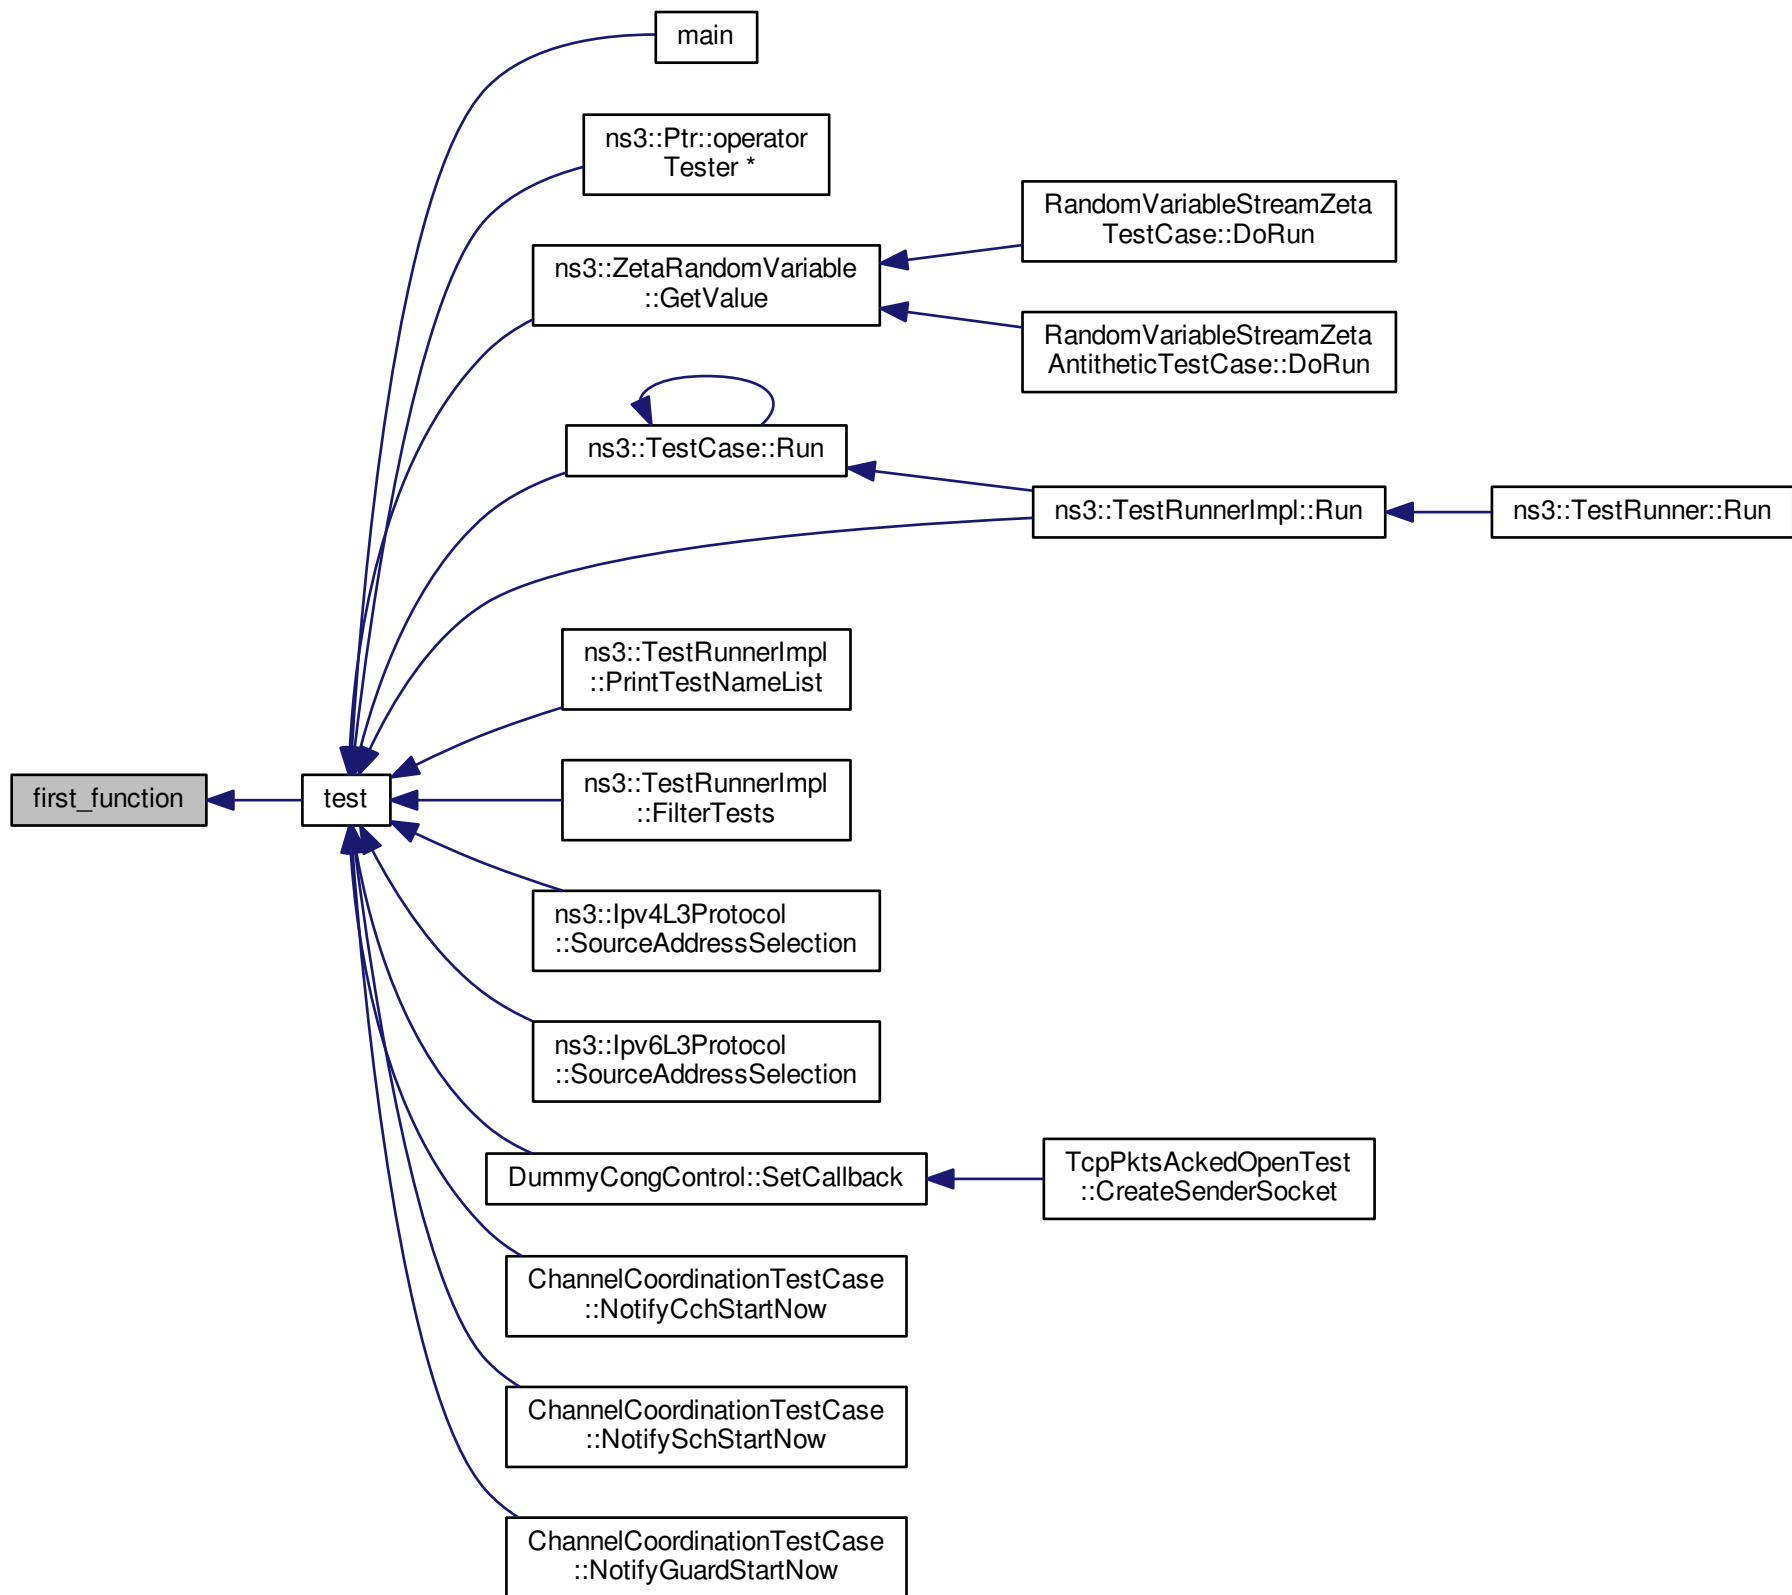 main
ns3::Ptr::operator
Tester *
RandomVariableStreamZeta
TestCase::DoRun
ns3::ZetaRandomVariable
::GetValue
RandomVariableStreamZeta
AntitheticTestCase::DoRun
ns3::TestCase::Run
ns3::TestRunnerImpl::Run
ns3::TestRunner::Run
ns3::TestRunnerImpl
::PrintTestNameList
first_function
test
ns3::TestRunnerImpl
::FilterTests
ns3::Ipv4L3Protocol
::SourceAddressSelection
ns3::Ipv6L3Protocol
::SourceAddressSelection
DummyCongControl::SetCallback
TcpPktsAckedOpenTest
::CreateSenderSocket
ChannelCoordinationTestCase
::NotifyCchStartNow
ChannelCoordinationTestCase
::NotifySchStartNow
ChannelCoordinationTestCase
::NotifyGuardStartNow